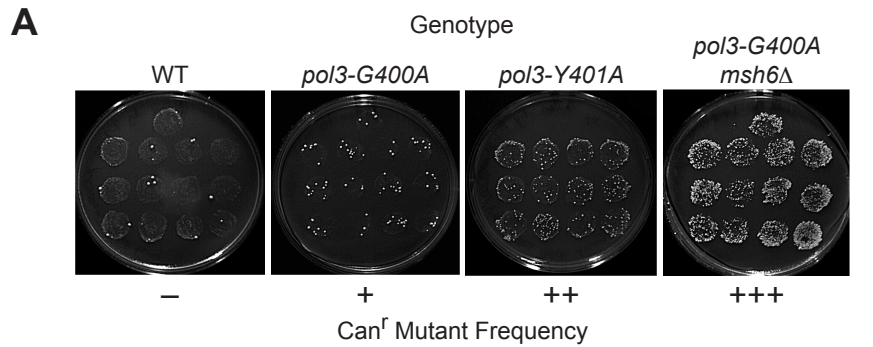 A
Genotype
WT
pol3-G400A
pol3-Y401A
pol3-G400A
msh6Δ
–
+
++
+++
Canʳ Mutant Frequency